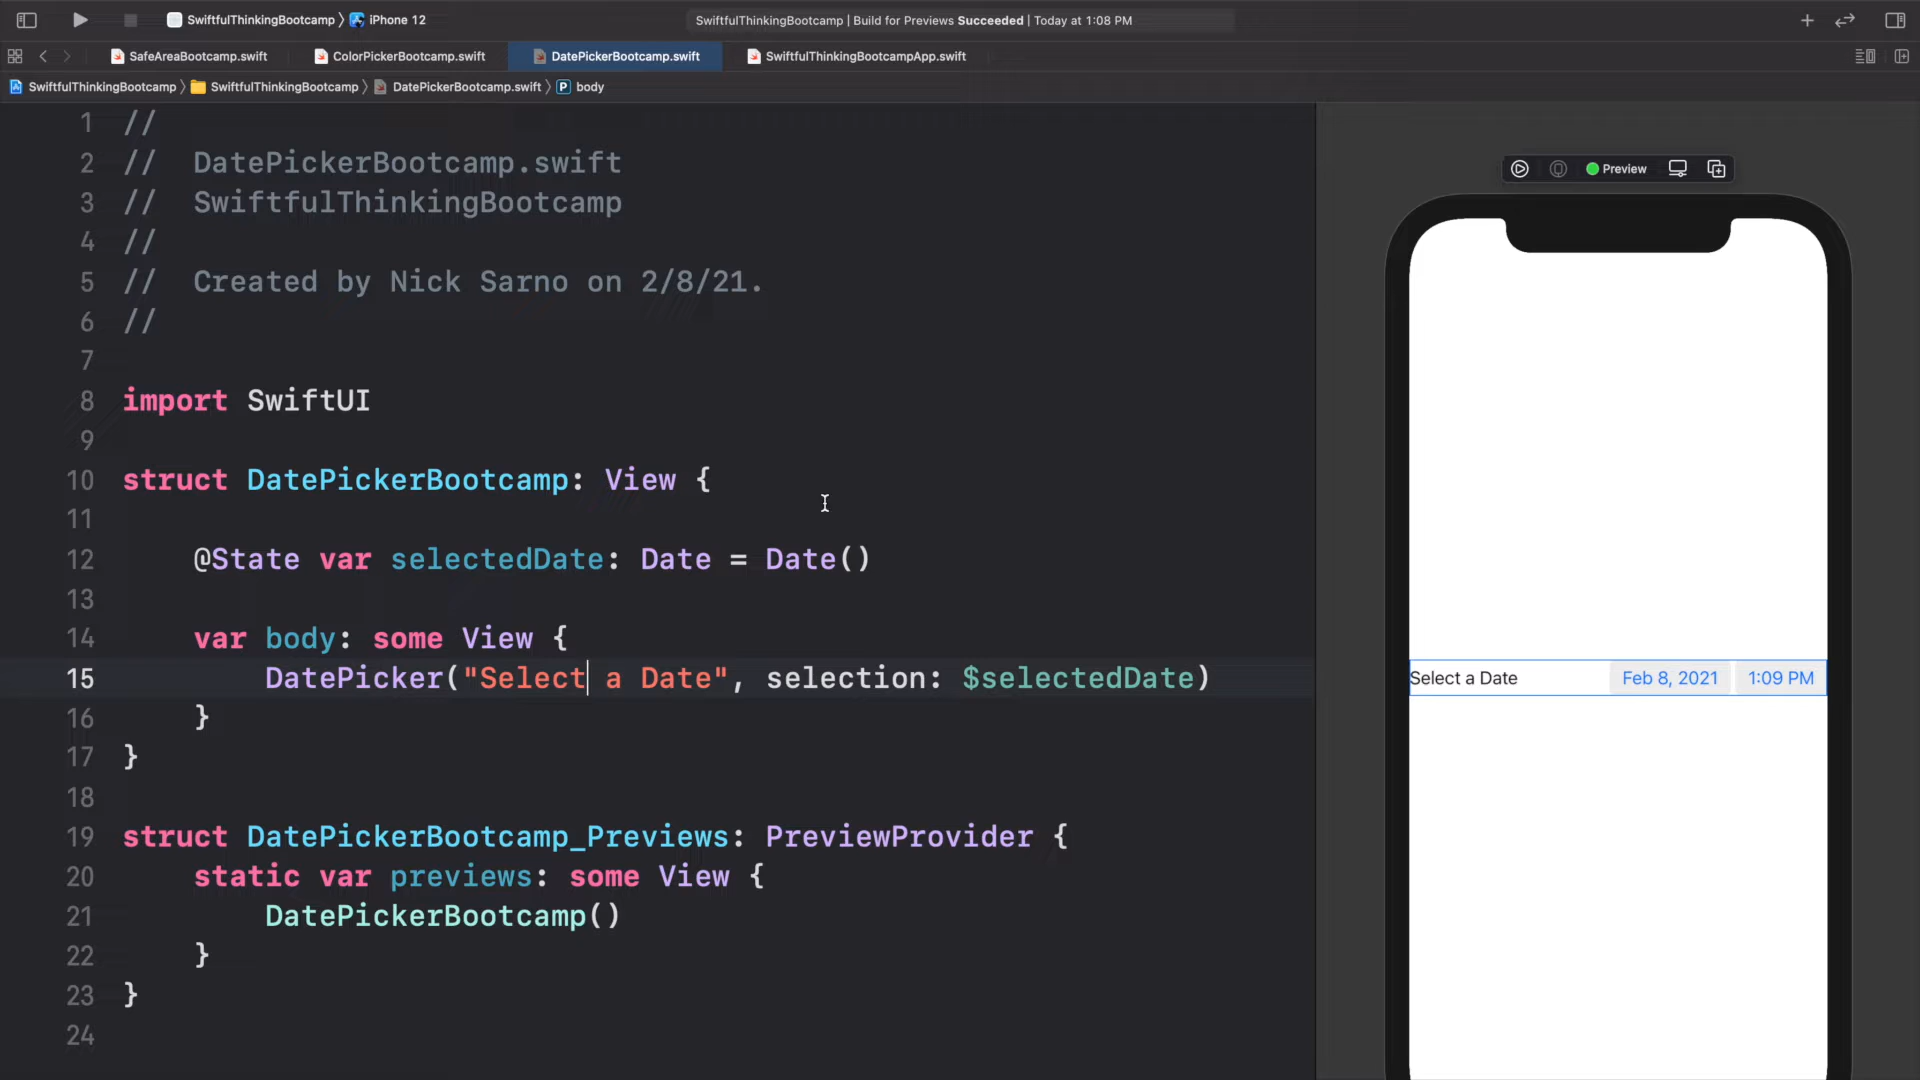 SwiftfulThinkingBootcamp 〉 iPhone 12
SwiftfulThinkingBootcamp | Build for Previews Succeeded | Today at 1:08 PM
SafeAreaBootcamp.swift
ColorPickerBootcamp.swift
DatePickerBootcamp.swift
SwiftfulThinkingBootcampApp.swift
SwiftfulThinkingBootcamp 〉 SwiftfulThinkingBootcamp 〉 DatePickerBootcamp.swift 〉 P body
1 //
2 //  DatePickerBootcamp.swift
3 //  SwiftfulThinkingBootcamp
4 //
5 //  Created by Nick Sarno on 2/8/21.
6 //
7
8 import SwiftUI
9
10 struct DatePickerBootcamp: View {
11
12     @State var selectedDate: Date = Date()
13
14     var body: some View {
15         DatePicker("Select a Date", selection: $selectedDate)
16     }
17 }
18
19 struct DatePickerBootcamp_Previews: PreviewProvider {
20     static var previews: some View {
21         DatePickerBootcamp()
22     }
23 }
24
Preview
Select a Date Feb 8, 2021 1:09 PM